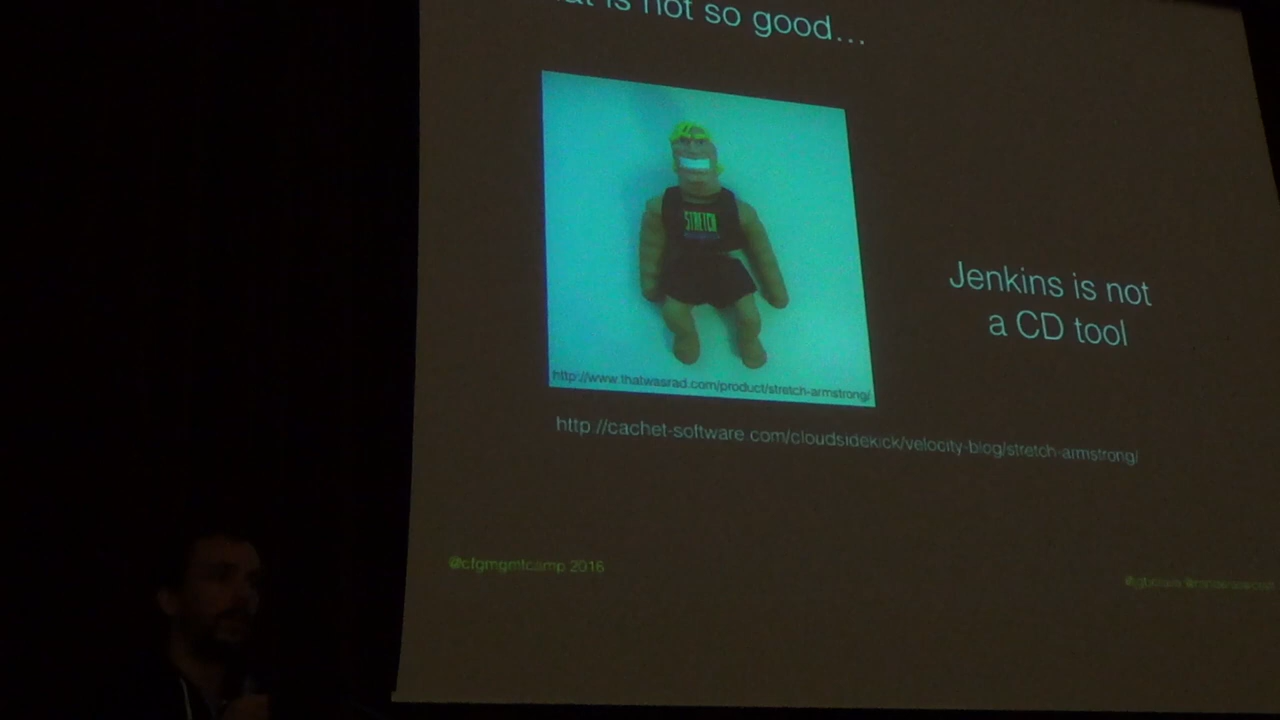 is not so good...
STRETCH
http://www.thatwasrad.com/product/stretch-armstrong/
Jenkins is not
a CD tool
http://cachet-software.com/cloudsidekick/velocity-blog/stretch-armstrong/
@cfgmgmtcamp 2016